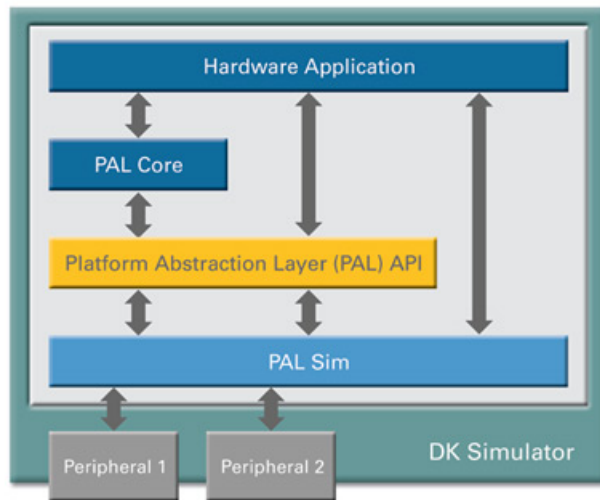 Hardware Application
PAL Core
Platform Abstraction Layer (PAL) API
PAL Sim
DK Simulator
Peripheral 1
Peripheral 2